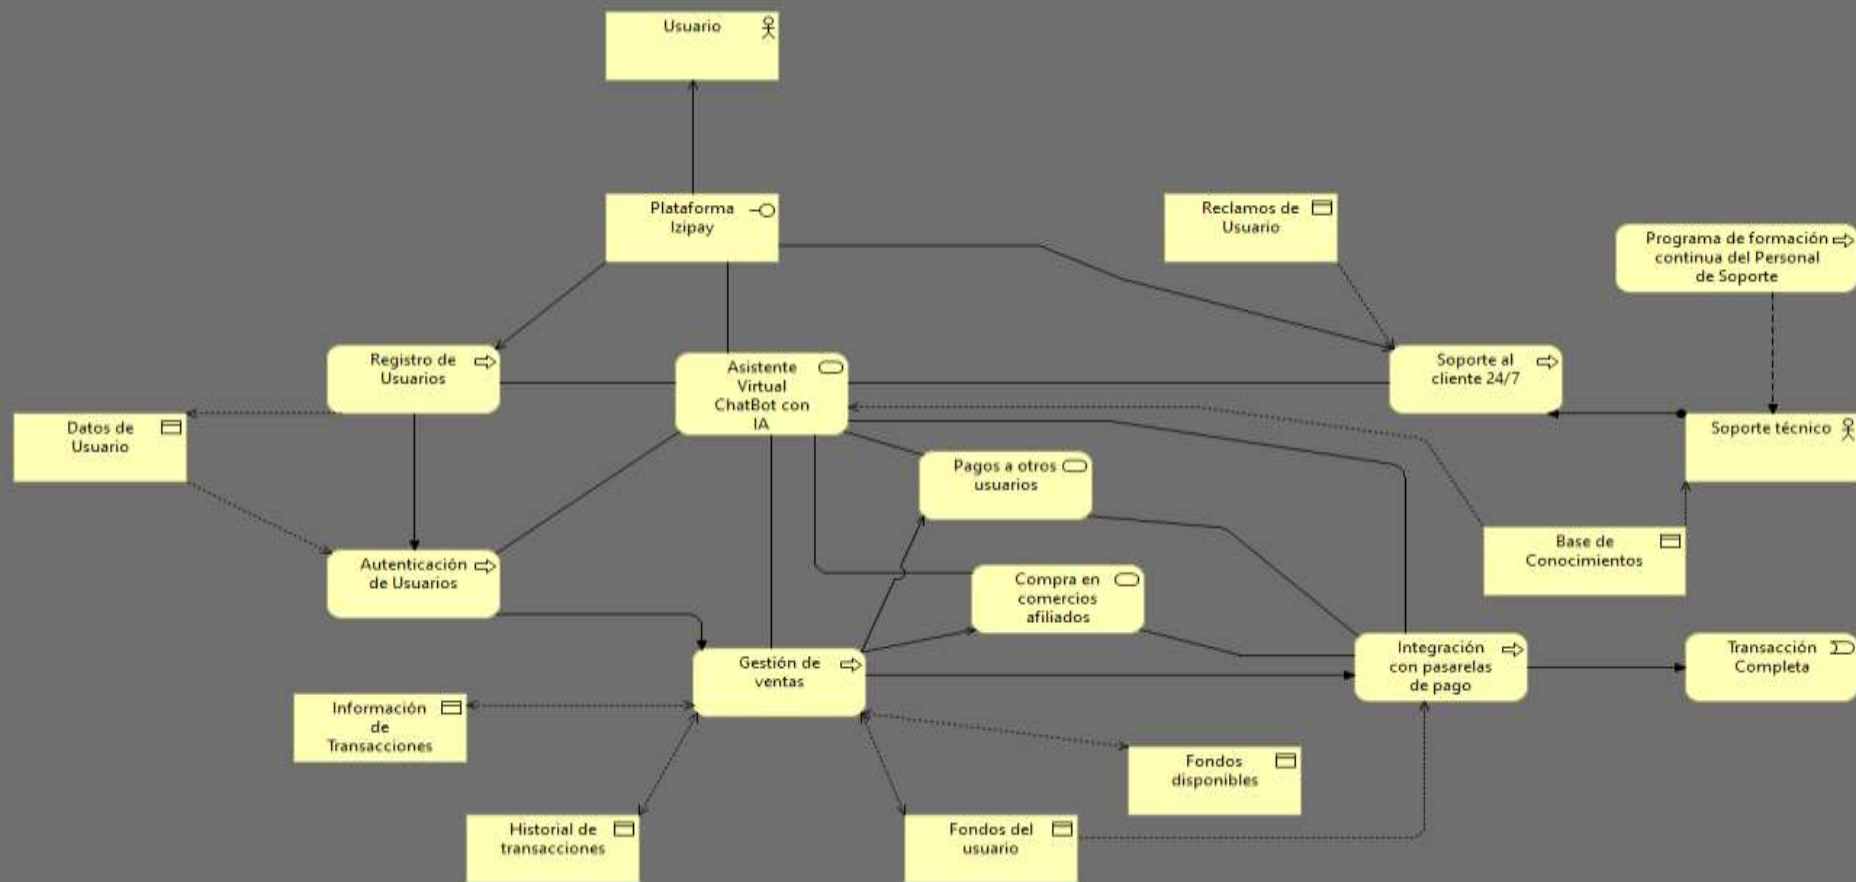 Usuario
Plataforma
Izipay
Reclamos de
Usuario
Programa de formación
continua del Personal
de Soporte
Registro de
Usuarios
Asistente
Virtual
ChatBot con
IA
Soporte al
cliente 24/7
Datos de
Usuario
Soporte técnico
Pagos a otros
usuarios
Base de
Conocimientos
Autenticación
de Usuarios
Compra en
comercios
afiliados
Gestión de
ventas
Integración
con pasarelas
de pago
Transacción
Completa
Información
de
Transacciones
Fondos
disponibles
Historial de
transacciones
Fondos del
usuario